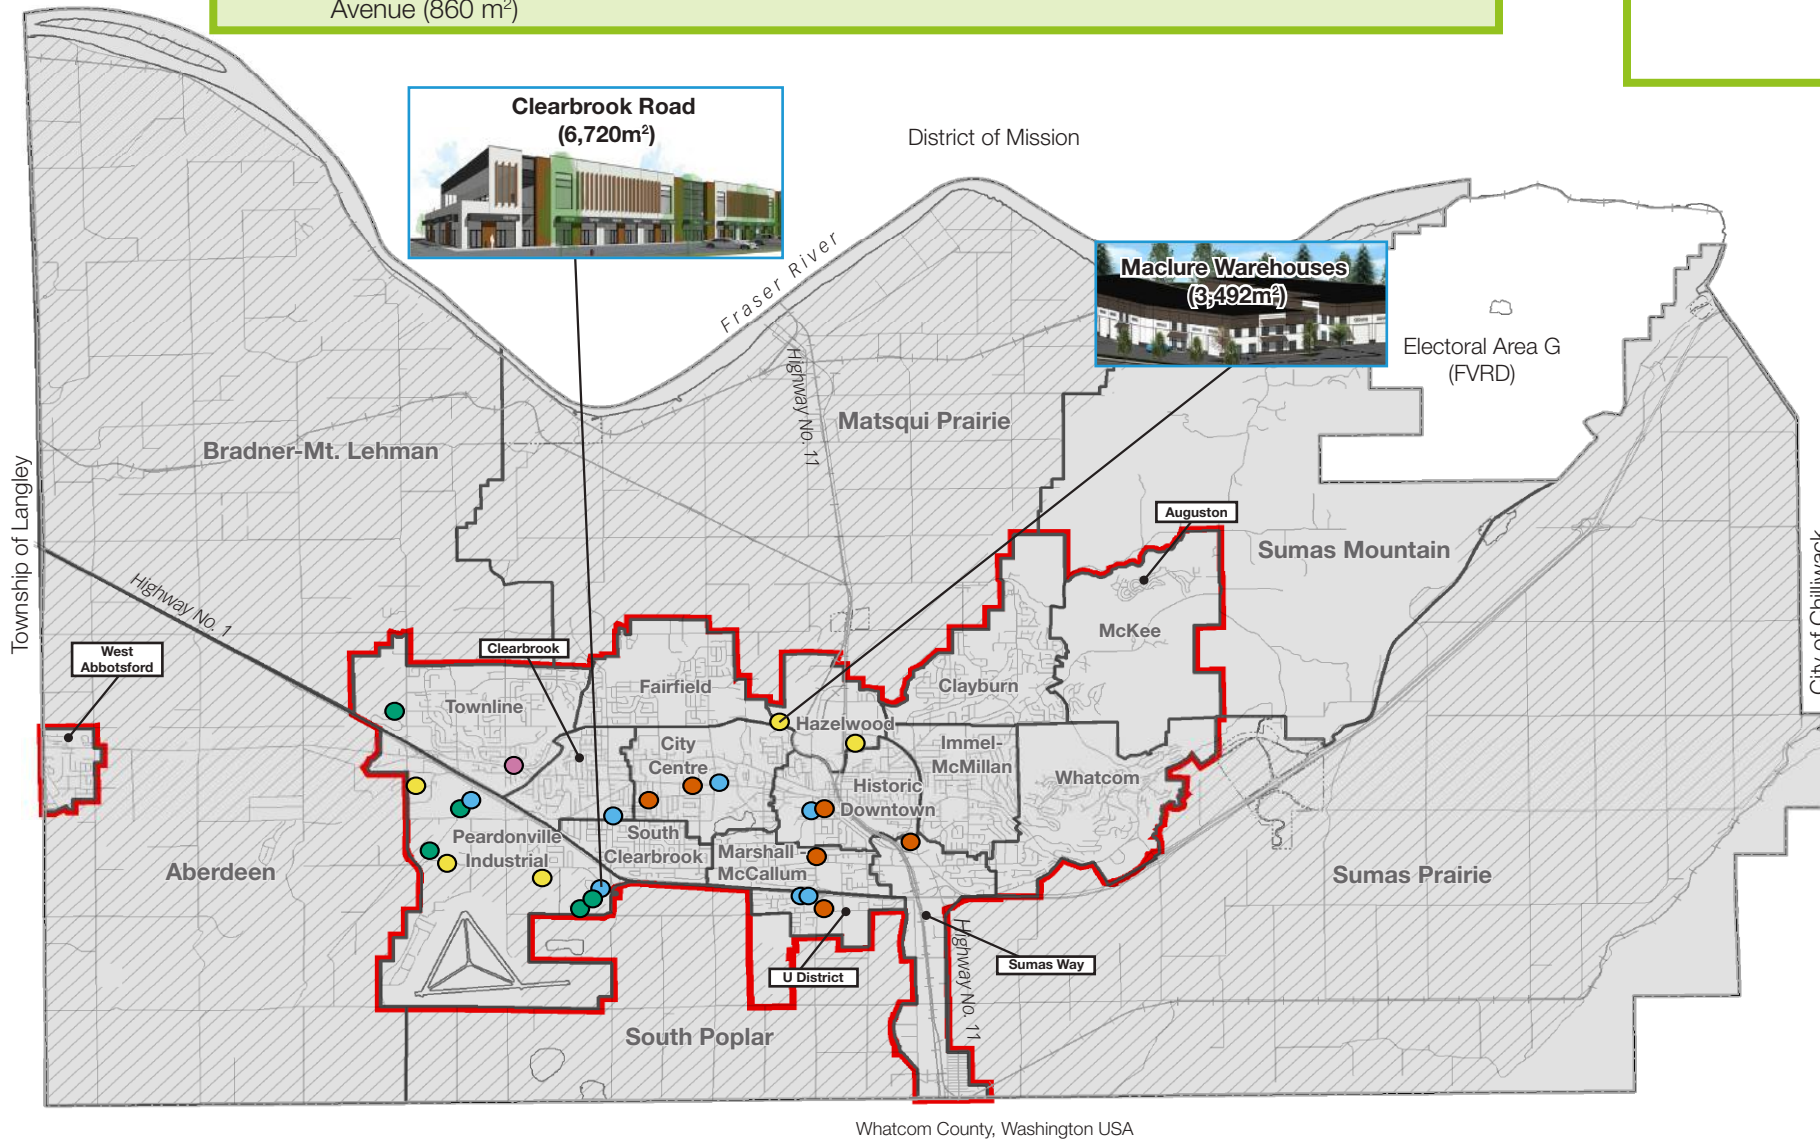 Avenue (860 m²)
Clearbrook Road
(6,720m²)
District of Mission
Fraser River
Maclure Warehouses
(3,492m²)
Highway No. 11
Electoral Area G
(FVRD)
Matsqui Prairie
Bradner-Mt. Lehman
Township of Langley
Auguston
Sumas Mountain
City of Chilliwack
Highway No. 1
West
Abbotsford
Clearbrook
McKee
Fairfield
Clayburn
Townline
Hazelwood
City
Centre
Immel-
McMillan
Whatcom
Historic
Downtown
Peardonville
Industrial
South
Clearbrook
Marshall -
McCallum
Aberdeen
Sumas Prairie
Highway No. 11
U District
Sumas Way
South Poplar
Whatcom County, Washington USA